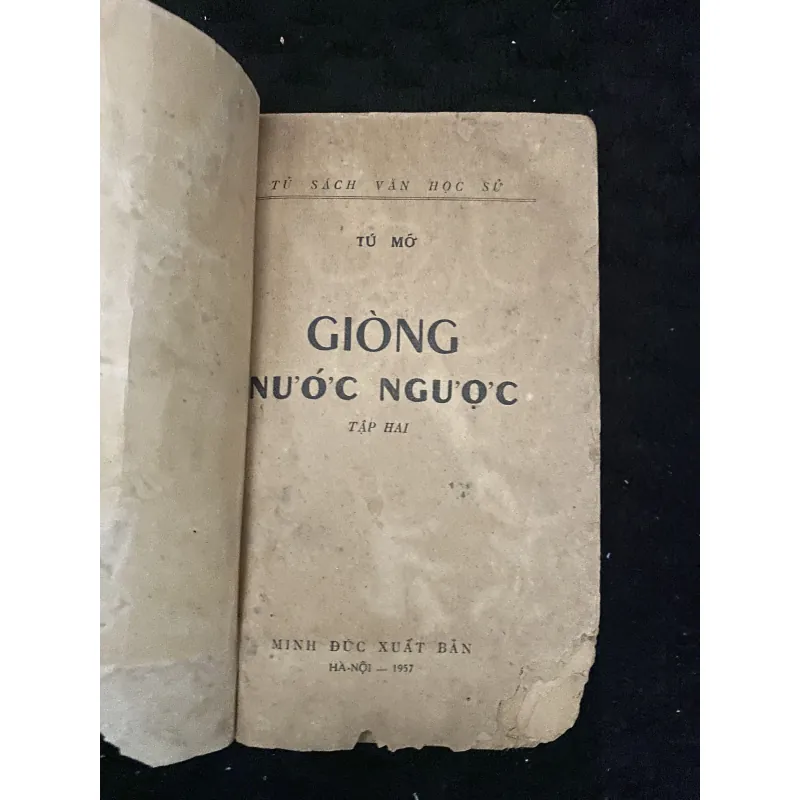 TỦ SÁCH VĂN HỌC SỬ
TÚ MỠ
GIÒNG
NƯỚC NGƯỢC
TẬP HAI
MINH ĐỨC XUẤT BẢN
HÀ-NỘI — 1957